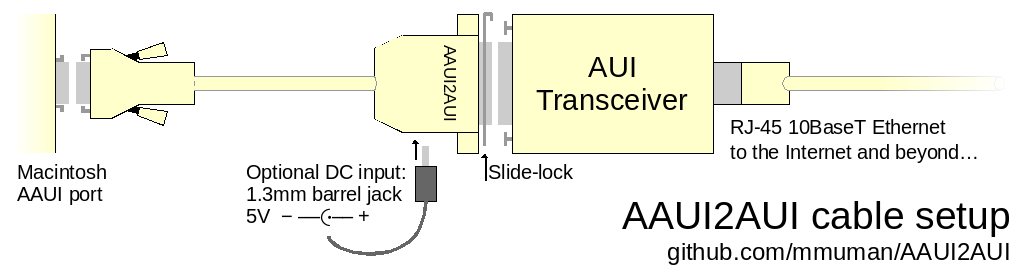 AAUI2AUI
AUI
Transceiver
RJ-45 10BaseT Ethernet
to the Internet and beyond...
Macintosh
AAUI port
Optional DC input:
1.3mm barrel jack
5V − +
Slide-lock
AAUI2AUI cable setup
github.com/mmuman/AAUI2AUI